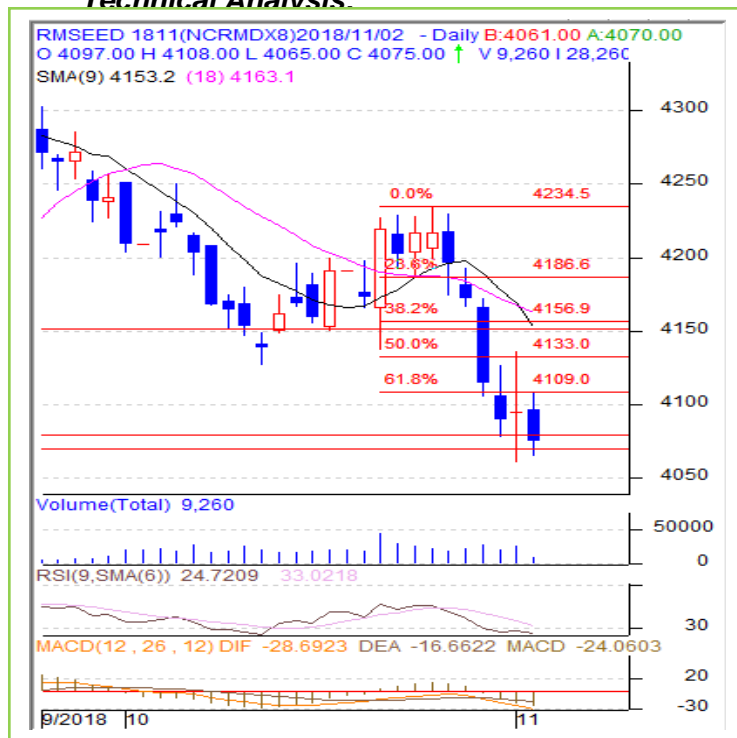 Technical Analysis:
RMSEED 1811(NCRMDX8)2018/11/02 - Daily B:4061.00 A:4070.00
O 4097.00 H 4108.00 L 4065.00 C 4075.00 ↑ V 9,260 I 28,260
SMA(9) 4153.2 (18) 4163.1
4300
4250
0.0% 4234.5
4200
23.6% 4186.6
38.2% 4156.9
4150
50.0% 4133.0
61.8% 4109.0
4100
4050
Volume(Total) 9,260
50000
0
RSI(9,SMA(6)) 24.7209 33.0218
30
MACD(12 , 26 , 12) DIF -28.6923 DEA -16.6622 MACD -24.0603
20
-30
9/2018 10 11